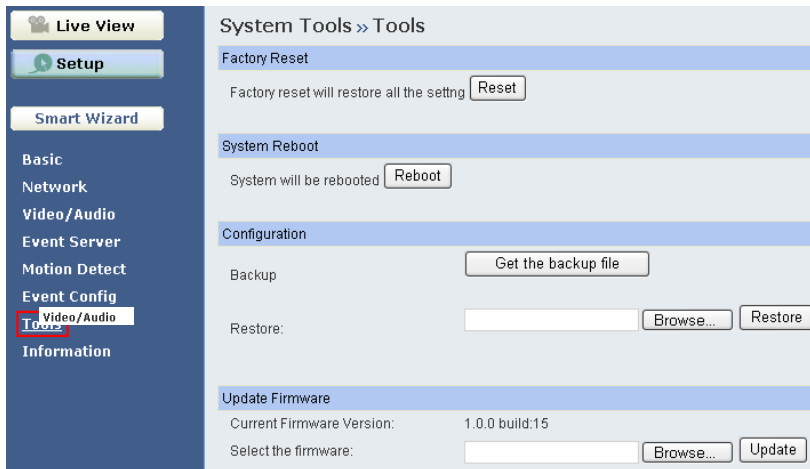 Live View
Setup
Smart Wizard
Basic
Network
Video/Audio
Event Server
Motion Detect
Event Config
Tools
Video/Audio
Information
System Tools » Tools
Factory Reset
Factory reset will restore all the settng Reset
System Reboot
System will be rebooted Reboot
Configuration
Backup Get the backup file
Restore: Browse... Restore
Update Firmware
Current Firmware Version: 1.0.0 build:15
Select the firmware: Browse... Update